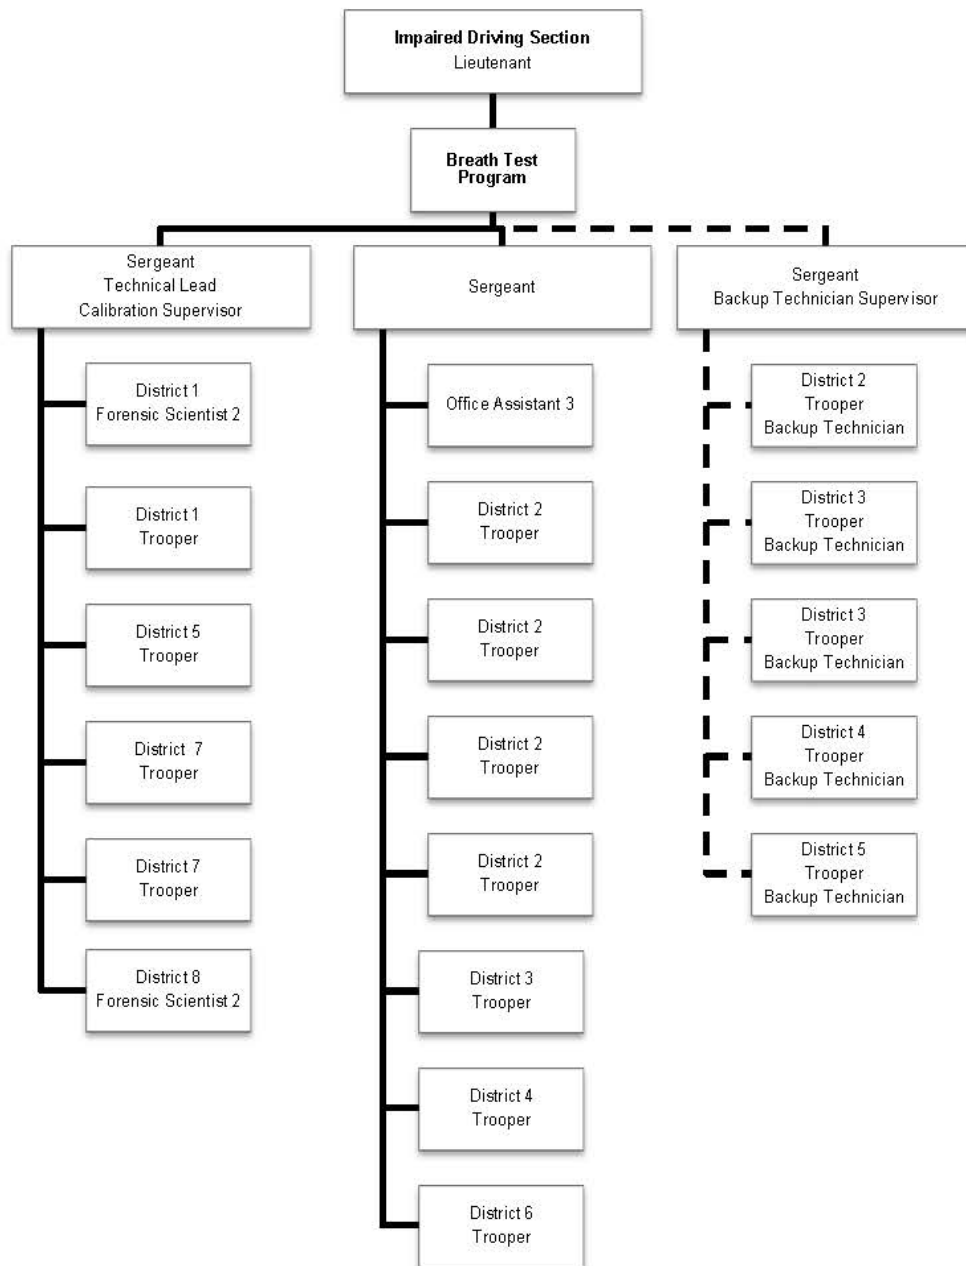 Impaired Driving Section
Lieutenant
Breath Test
Program
Sergeant
Technical Lead
Calibration Supervisor
Sergeant
Sergeant
Backup Technician Supervisor
District 1
Forensic Scientist 2
District 1
Trooper
District 5
Trooper
District 7
Trooper
District 7
Trooper
District 8
Forensic Scientist 2
Office Assistant 3
District 2
Trooper
District 2
Trooper
District 2
Trooper
District 2
Trooper
District 3
Trooper
District 4
Trooper
District 6
Trooper
District 2
Trooper
Backup Technician
District 3
Trooper
Backup Technician
District 3
Trooper
Backup Technician
District 4
Trooper
Backup Technician
District 5
Trooper
Backup Technician